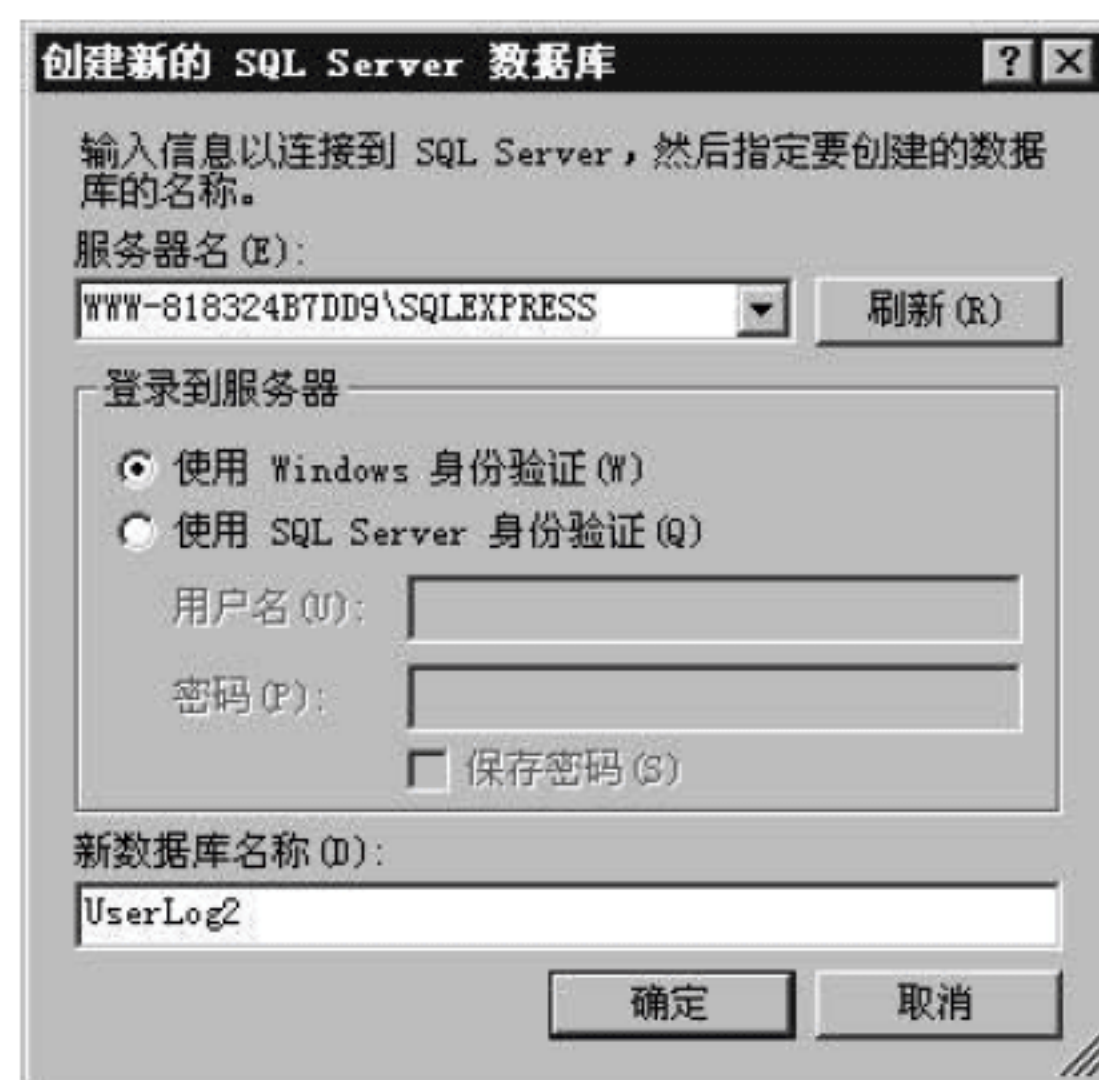 创建新的 SQL Server 数据库
输入信息以连接到 SQL Server，然后指定要创建的数据
库的名称。
服务器名(E):
WWW-818324B7DD9\SQLEXPRESS
刷新(R)
登录到服务器
使用 Windows 身份验证(W)
使用 SQL Server 身份验证(Q)
用户名(U):
密码(P):
保存密码(S)
新数据库名称(D):
UserLog2
确定
取消